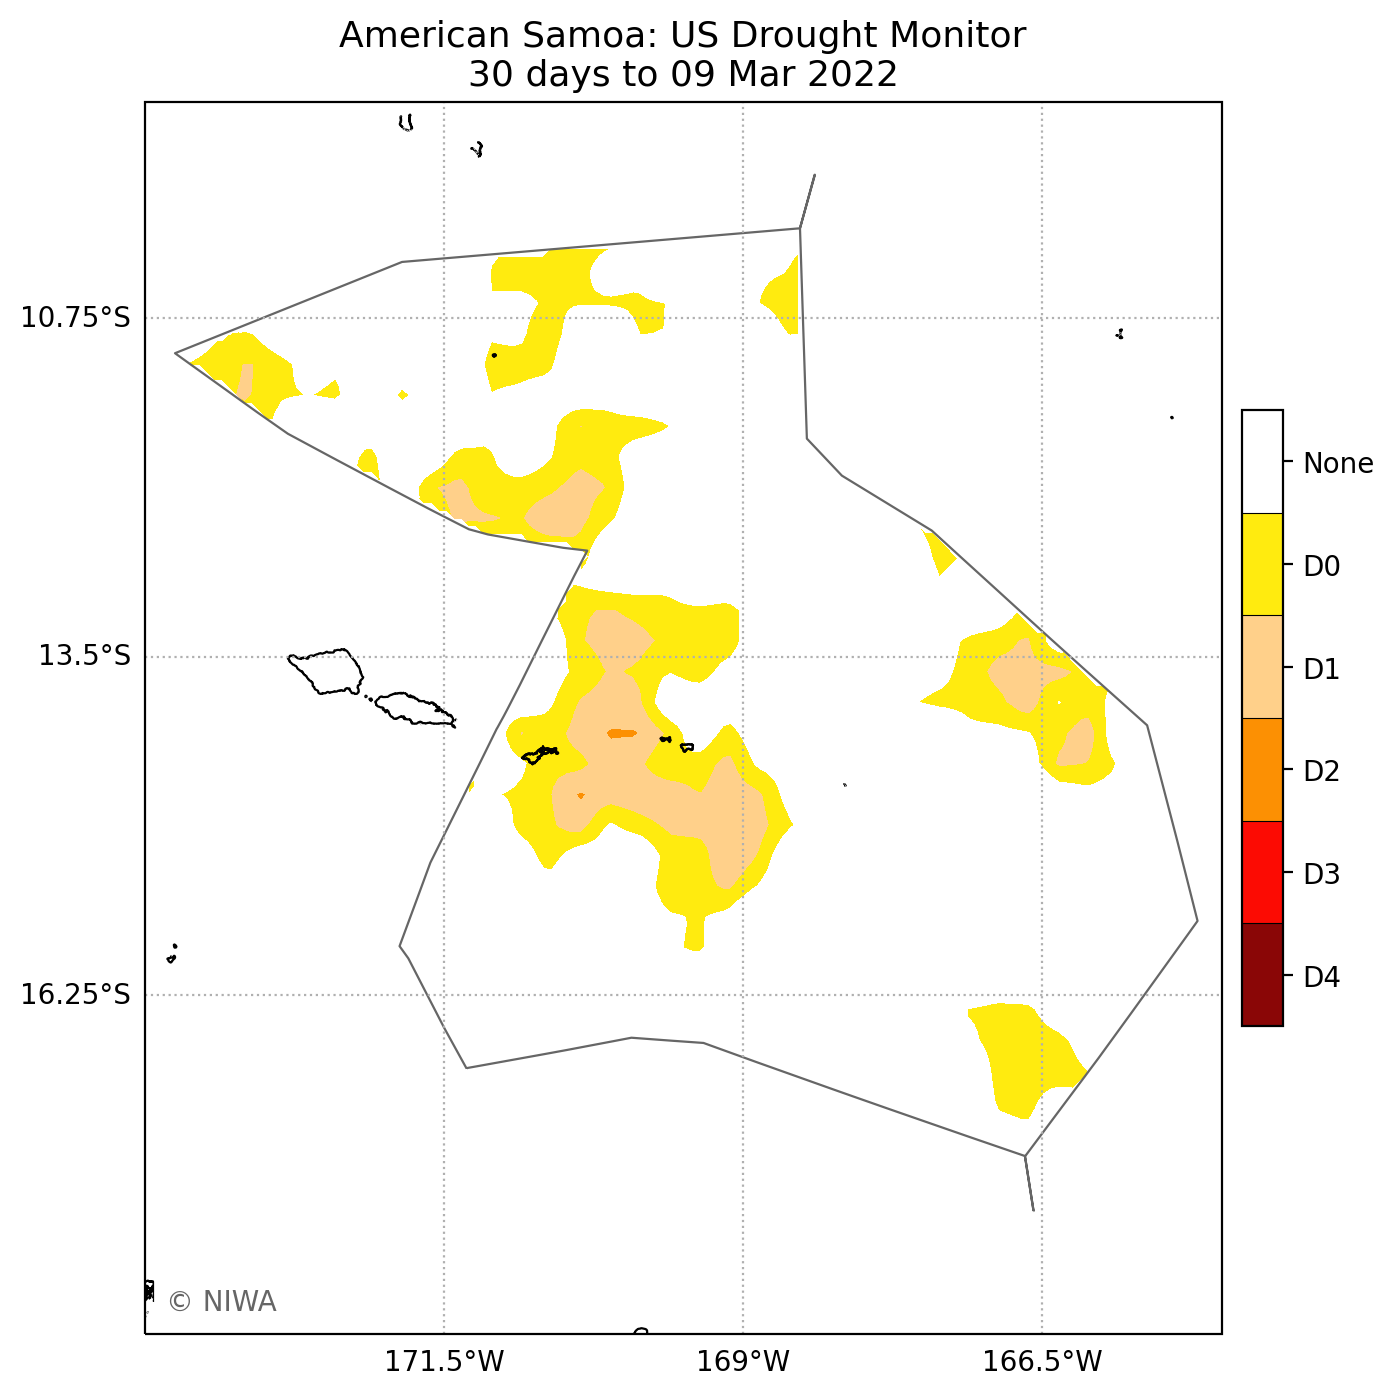 American Samoa: US Drought Monitor
30 days to 09 Mar 2022
10.75°S
13.5°S
16.25°S
171.5°W
169°W
166.5°W
None
D0
D1
D2
D3
D4
© NIWA